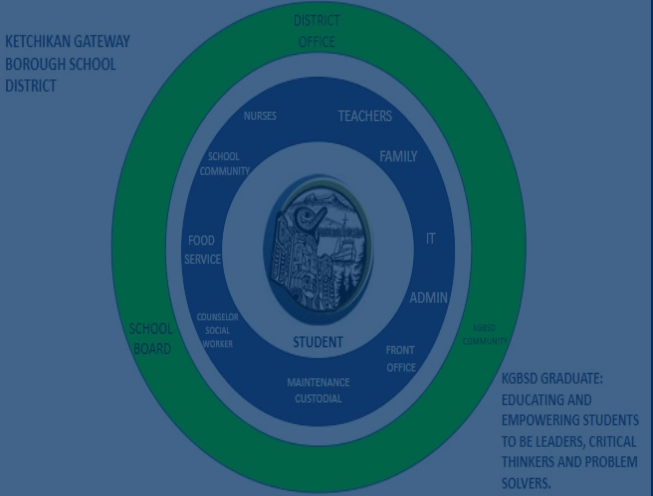 DISTRICT
OFFICE
KETCHIKAN GATEWAY
BOROUGH SCHOOL
DISTRICT
NURSES
TEACHERS
SCHOOL
COMMUNITY
FAMILY
FOOD
SERVICE
IT
ADMIN
COUNSELOR
SOCIAL
WORKER
SCHOOL
BOARD
STUDENT
KGBSD
COMMUNITY
FRONT
OFFICE
MAINTENANCE
CUSTODIAL
KGBSD GRADUATE:
EDUCATING AND
EMPOWERING STUDENTS
TO BE LEADERS, CRITICAL
THINKERS AND PROBLEM
SOLVERS.